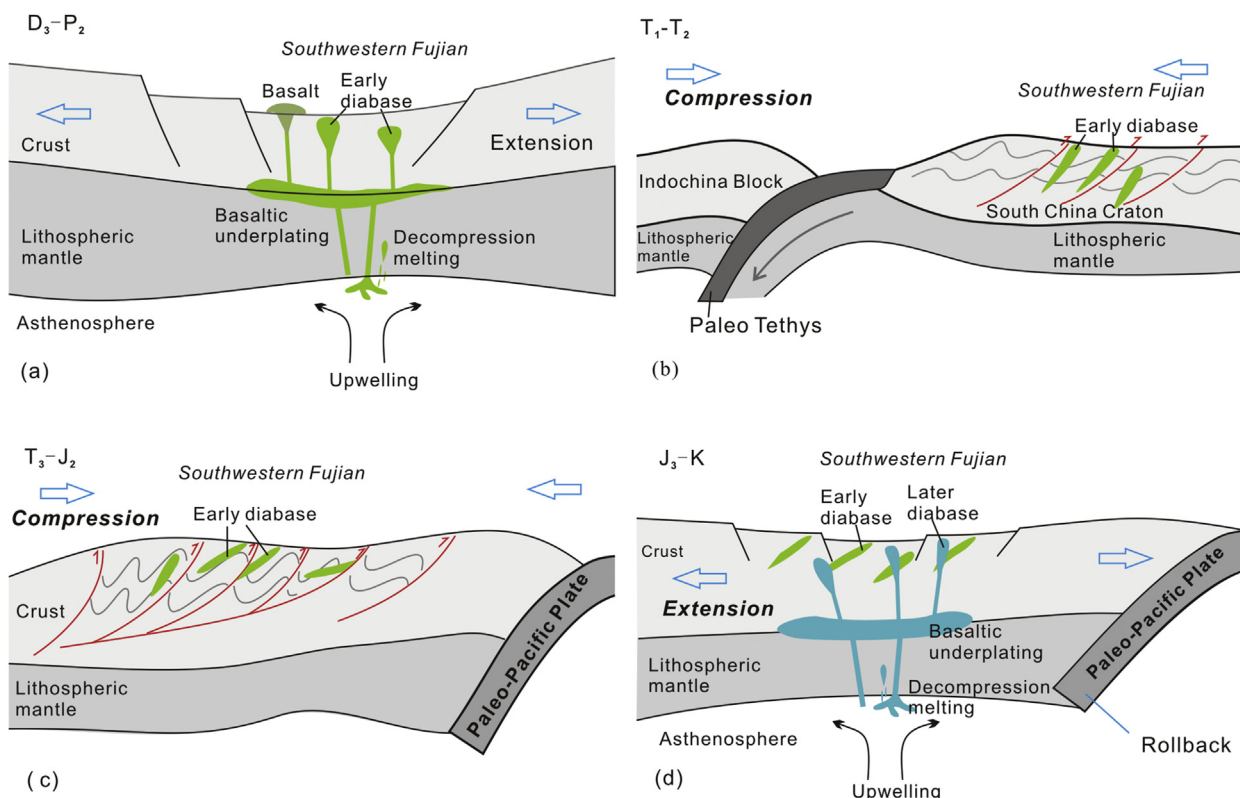 D₃–P₂
Southwestern Fujian
Basalt
Early
diabase
Crust
Extension
Basaltic
underplating
Decompression
melting
Lithospheric
mantle
Asthenosphere
Upwelling
(a)
T₁-T₂
Compression
Southwestern Fujian
Early diabase
Indochina Block
South China Craton
Lithospheric
mantle
Lithospheric
mantle
Paleo Tethys
(b)
T₃–J₂
Southwestern Fujian
Compression
Early diabase
Crust
Lithospheric
mantle
Paleo-Pacific Plate
(c)
J₃–K
Southwestern Fujian
Early
diabase
Later
diabase
Crust
Extension
Basaltic
underplating
Lithospheric
mantle
Decompression
melting
Paleo-Pacific Plate
Asthenosphere
Rollback
Upwelling
(d)